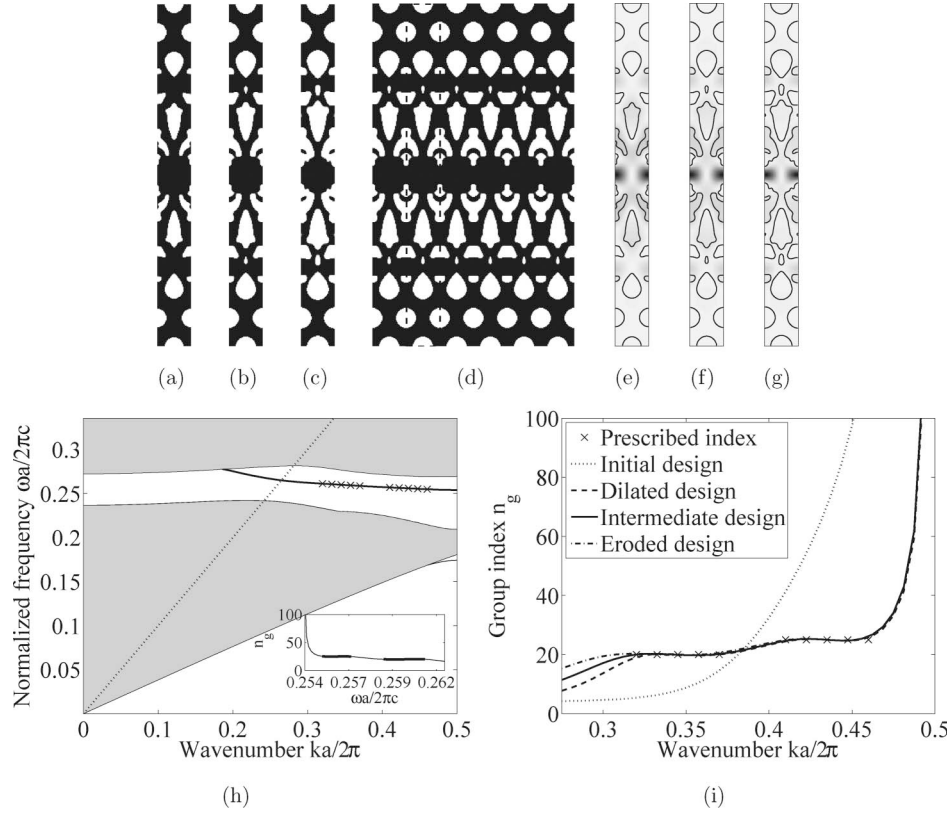 (a) (b) (c) (d) (e) (f) (g)
Normalized frequency ωa/2πc
0.3
0.25
0.2
0.15
0.1
0.05
0 0.1 0.2 0.3 0.4 0.5
Wavenumber ka/2π
n_g
100
50
0
0.254 0.257 0.259 0.262
ωa/2πc
(h)
Group index n_g
100
80
60
40
20
0
0.3 0.35 0.4 0.45 0.5
Wavenumber ka/2π
Prescribed index
Initial design
Dilated design
Intermediate design
Eroded design
(i)